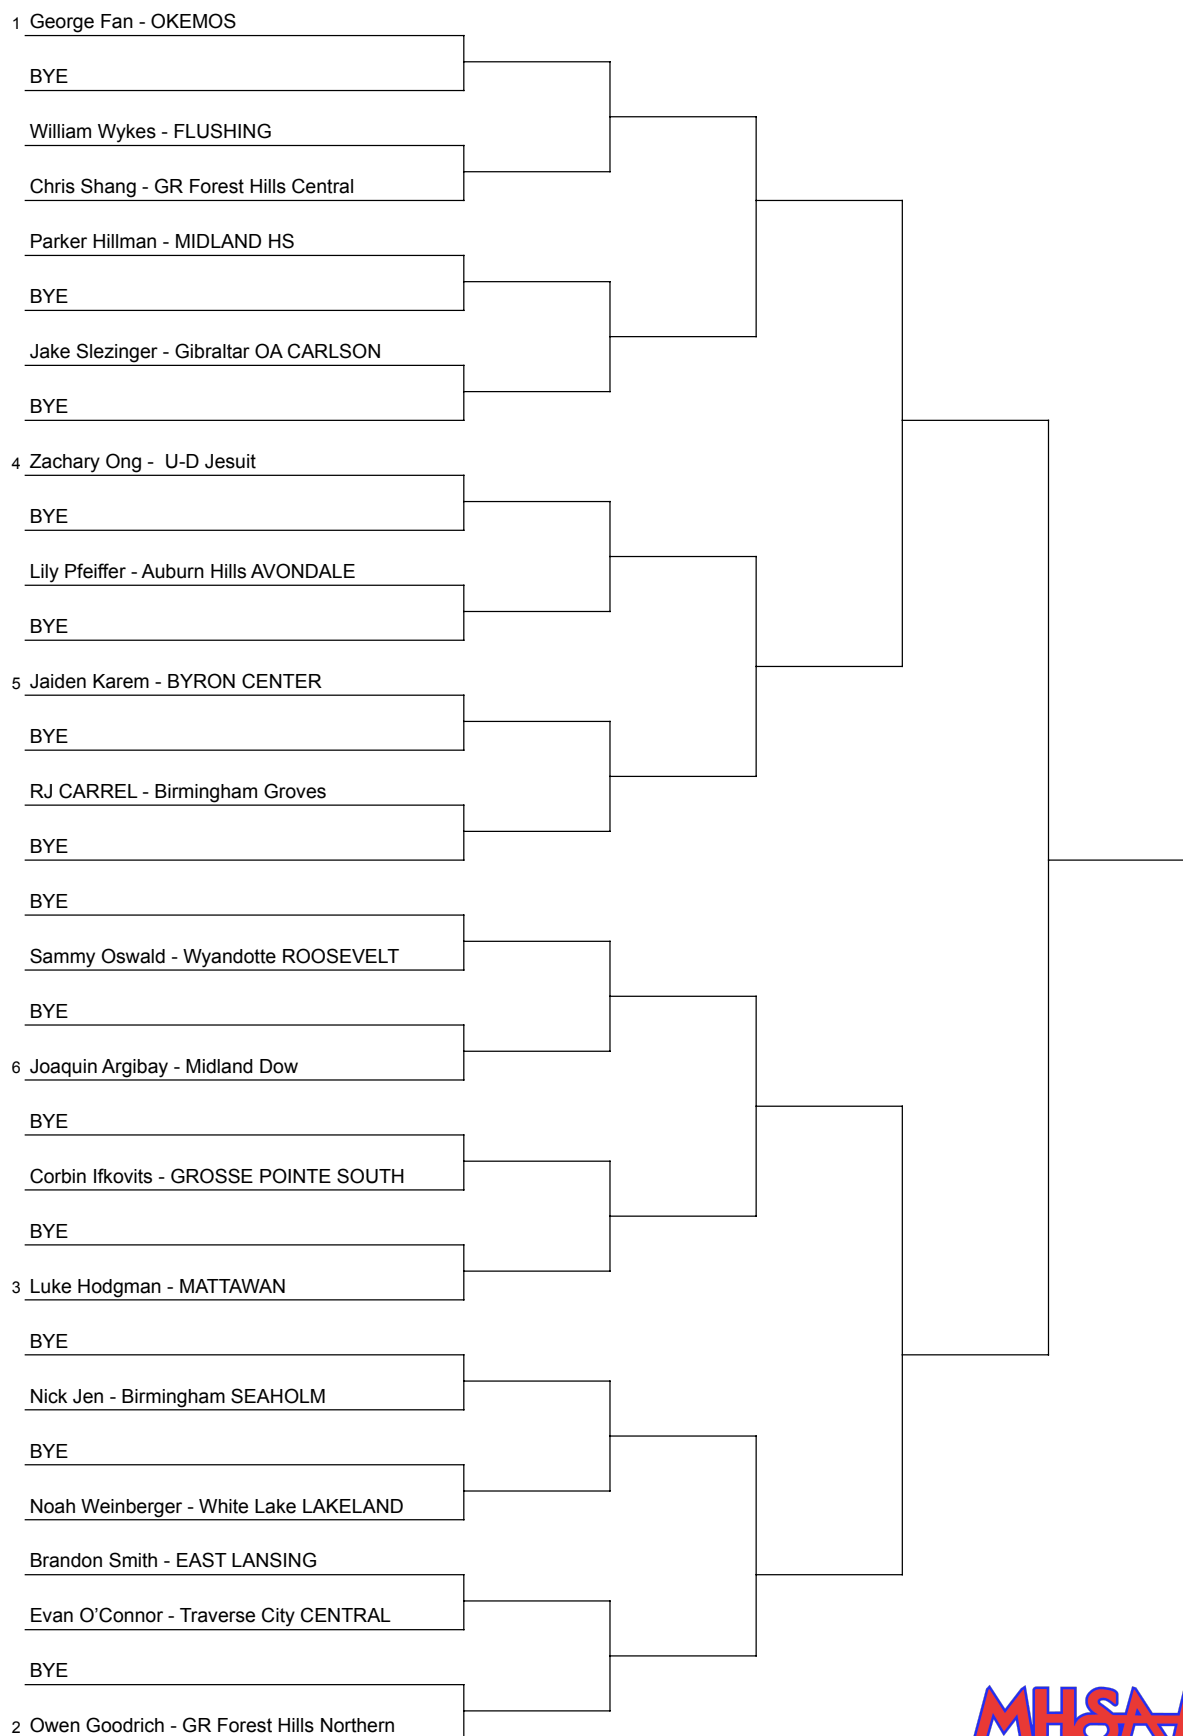 1 George Fan - OKEMOS
BYE
William Wykes - FLUSHING
Chris Shang - GR Forest Hills Central
Parker Hillman - MIDLAND HS
BYE
Jake Slezinger - Gibraltar OA CARLSON
BYE
4 Zachary Ong -  U-D Jesuit
BYE
Lily Pfeiffer - Auburn Hills AVONDALE
BYE
5 Jaiden Karem - BYRON CENTER
BYE
RJ CARREL - Birmingham Groves
BYE
BYE
Sammy Oswald - Wyandotte ROOSEVELT
BYE
6 Joaquin Argibay - Midland Dow
BYE
Corbin Ifkovits - GROSSE POINTE SOUTH
BYE
3 Luke Hodgman - MATTAWAN
BYE
Nick Jen - Birmingham SEAHOLM
BYE
Noah Weinberger - White Lake LAKELAND
Brandon Smith - EAST LANSING
Evan O’Connor - Traverse City CENTRAL
BYE
2 Owen Goodrich - GR Forest Hills Northern
MHSAA